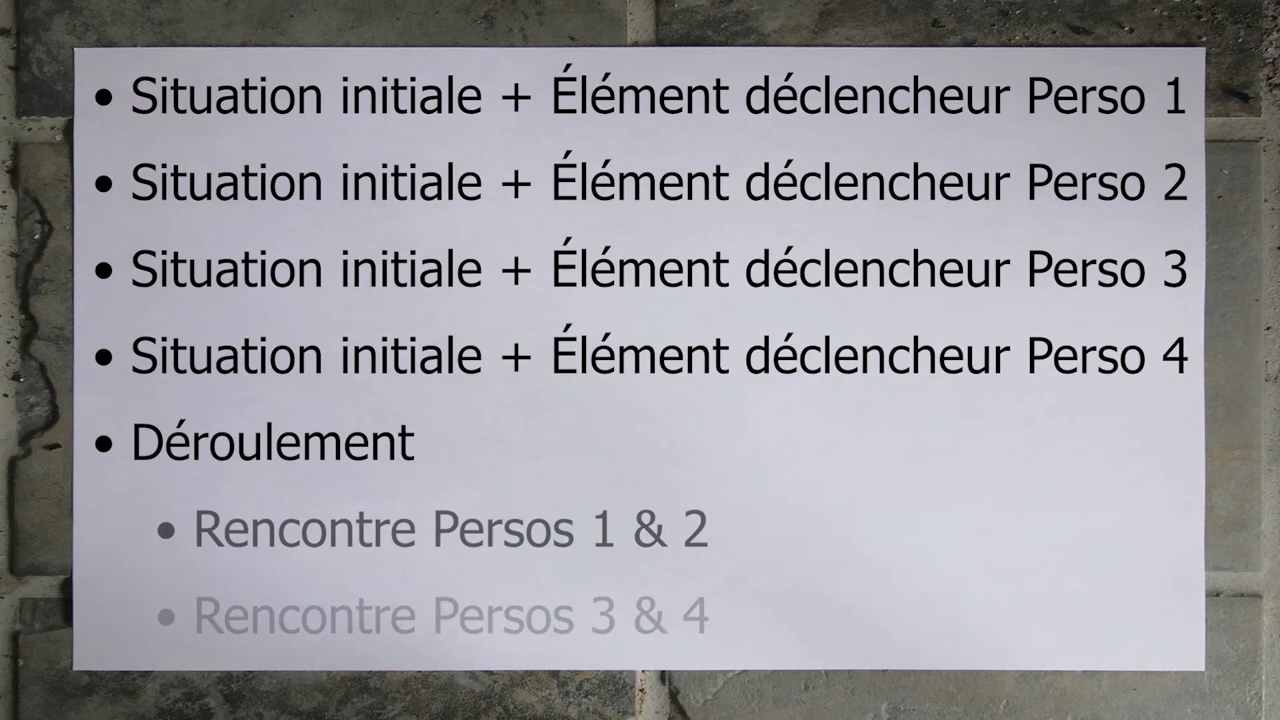 • Situation initiale + Élément déclencheur Perso 1
• Situation initiale + Élément déclencheur Perso 2
• Situation initiale + Élément déclencheur Perso 3
• Situation initiale + Élément déclencheur Perso 4
• Déroulement
• Rencontre Persos 1 & 2
• Rencontre Persos 3 & 4